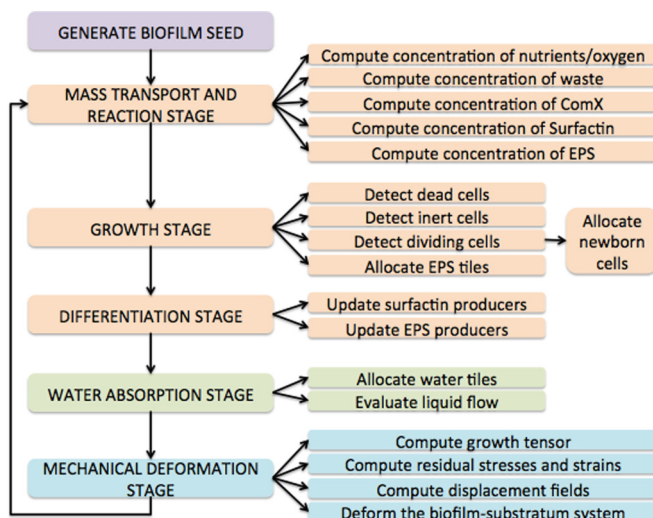 GENERATE BIOFILM SEED
MASS TRANSPORT AND
REACTION STAGE
Compute concentration of nutrients/oxygen
Compute concentration of waste
Compute concentration of ComX
Compute concentration of Surfactin
Compute concentration of EPS
GROWTH STAGE
Detect dead cells
Detect inert cells
Detect dividing cells
Allocate EPS tiles
Allocate
newborn
cells
DIFFERENTIATION STAGE
Update surfactin producers
Update EPS producers
WATER ABSORPTION STAGE
Allocate water tiles
Evaluate liquid flow
MECHANICAL DEFORMATION
STAGE
Compute growth tensor
Compute residual stresses and strains
Compute displacement fields
Deform the biofilm-substratum system